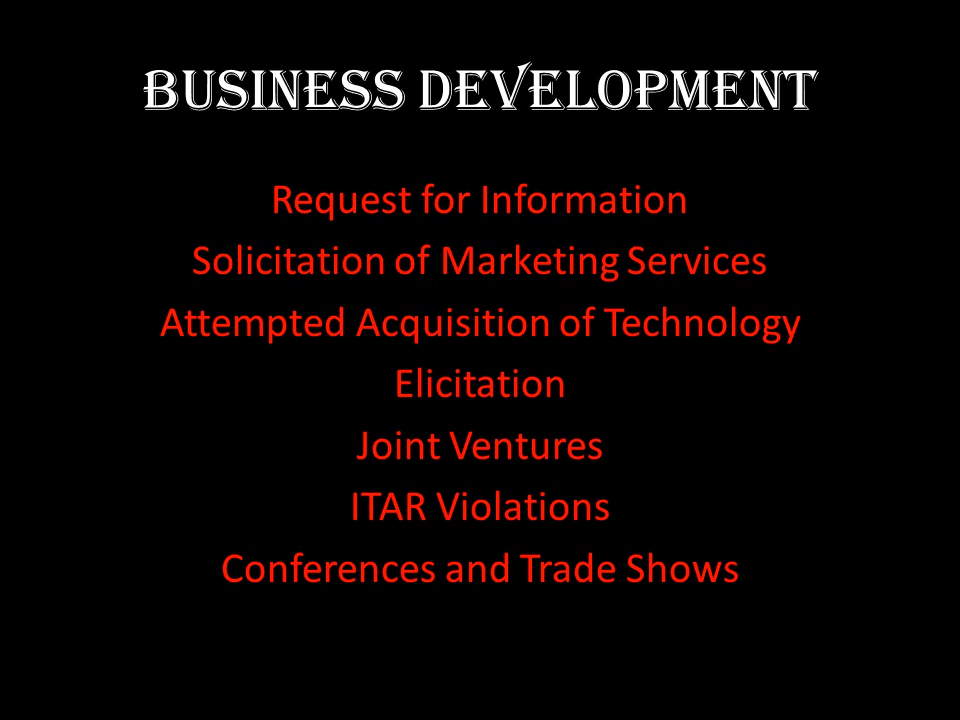 BUSINESS DEVELOPMENT
Request for Information
Solicitation of Marketing Services
Attempted Acquisition of Technology
Elicitation
Joint Ventures
ITAR Violations
Conferences and Trade Shows